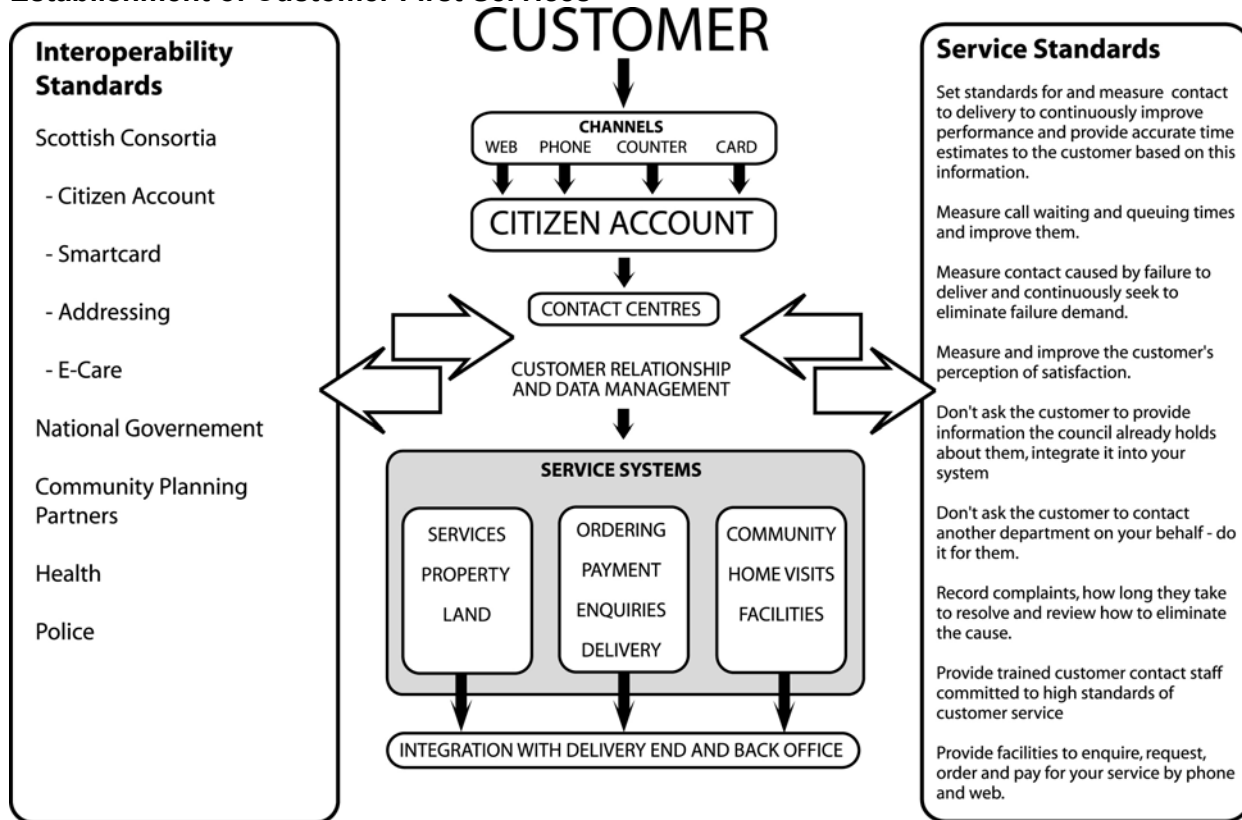 Establishment of Customer First Services
CUSTOMER
Interoperability
Standards
Scottish Consortia
- Citizen Account
- Smartcard
- Addressing
- E-Care
National Governement
Community Planning
Partners
Health
Police
CHANNELS
WEB PHONE COUNTER CARD
CITIZEN ACCOUNT
CONTACT CENTRES
CUSTOMER RELATIONSHIP
AND DATA MANAGEMENT
SERVICE SYSTEMS
SERVICES
PROPERTY
LAND
ORDERING
PAYMENT
ENQUIRIES
DELIVERY
COMMUNITY
HOME VISITS
FACILITIES
INTEGRATION WITH DELIVERY END AND BACK OFFICE
Service Standards
Set standards for and measure contact
to delivery to continuously improve
performance and provide accurate time
estimates to the customer based on this
information.
Measure call waiting and queuing times
and improve them.
Measure contact caused by failure to
deliver and continuously seek to
eliminate failure demand.
Measure and improve the customer's
perception of satisfaction.
Don't ask the customer to provide
information the council already holds
about them, integrate it into your
system
Don't ask the customer to contact
another department on your behalf - do
it for them.
Record complaints, how long they take
to resolve and review how to eliminate
the cause.
Provide trained customer contact staff
committed to high standards of
customer service
Provide facilities to enquire, request,
order and pay for your service by phone
and web.